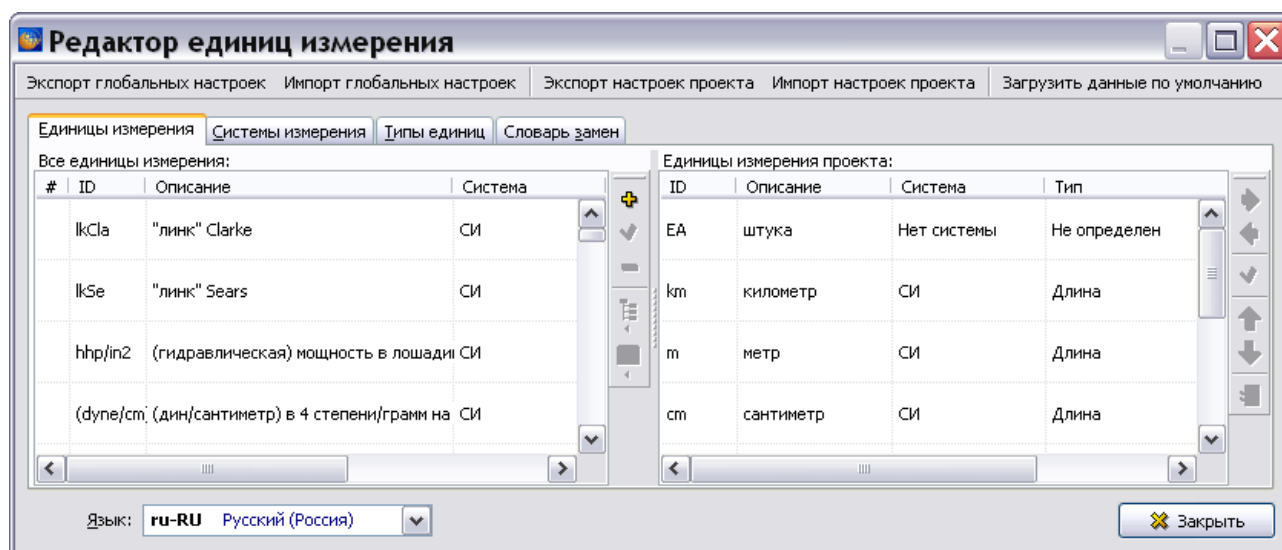 Редактор единиц измерения
Экспорт глобальных настроек Импорт глобальных настроек Экспорт настроек проекта Импорт настроек проекта Загрузить данные по умолчанию
Единицы измерения Системы измерения Типы единиц Словарь замен
Все единицы измерения: Единицы измерения проекта:
# ID Описание Система ID Описание Система Тип
lkCla "линк" Clarke СИ EA штука Нет системы Не определен
lkSe "линк" Sears СИ km километр СИ Длина
hhp/in2 (гидравлическая) мощность в лошади СИ m метр СИ Длина
(dyne/cm) (дин/сантиметр) в 4 степени/грамм на СИ cm сантиметр СИ Длина
Язык: ru-RU Русский (Россия) Закрыть